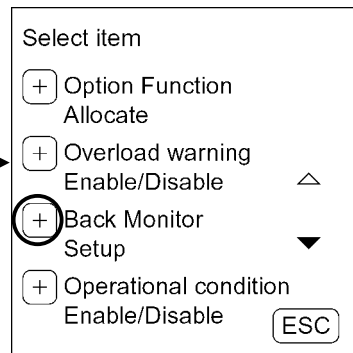 Select item
+ Option Function
Allocate
+ Overload warning
Enable/Disable
+ Back Monitor
Setup
+ Operational condition
Enable/Disable
ESC